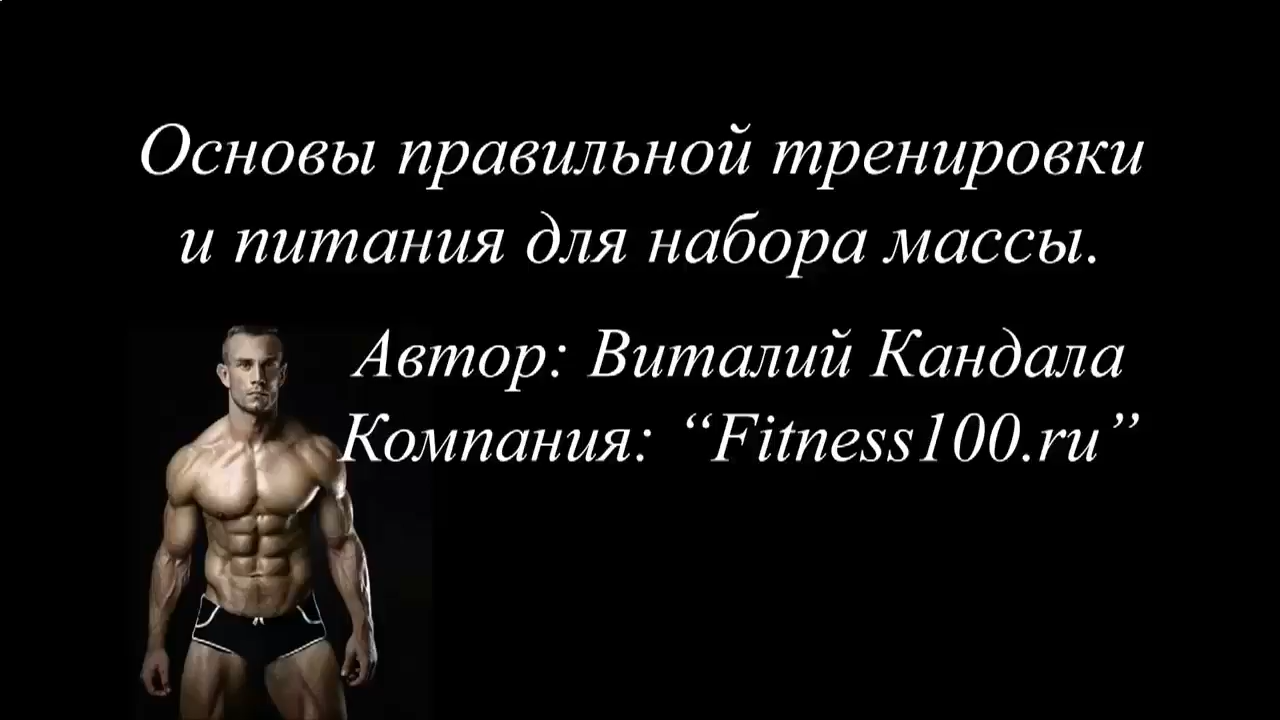 Основы правильной тренировки
и питания для набора массы.
Автор: Виталий Кандала
Компания: “Fitness100.ru”